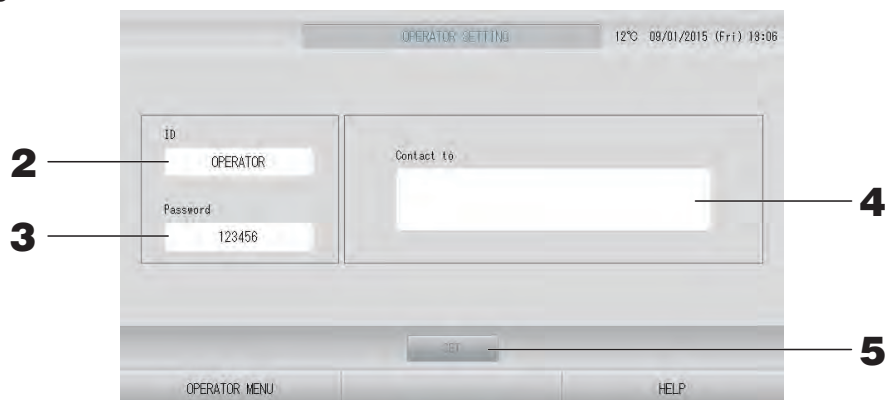 OPERATOR SETTING
12°C 09/01/2015 (Fri) 13:06
ID
2
OPERATOR
Contact to
4
Password
3
123456
SET
5
OPERATOR MENU
HELP